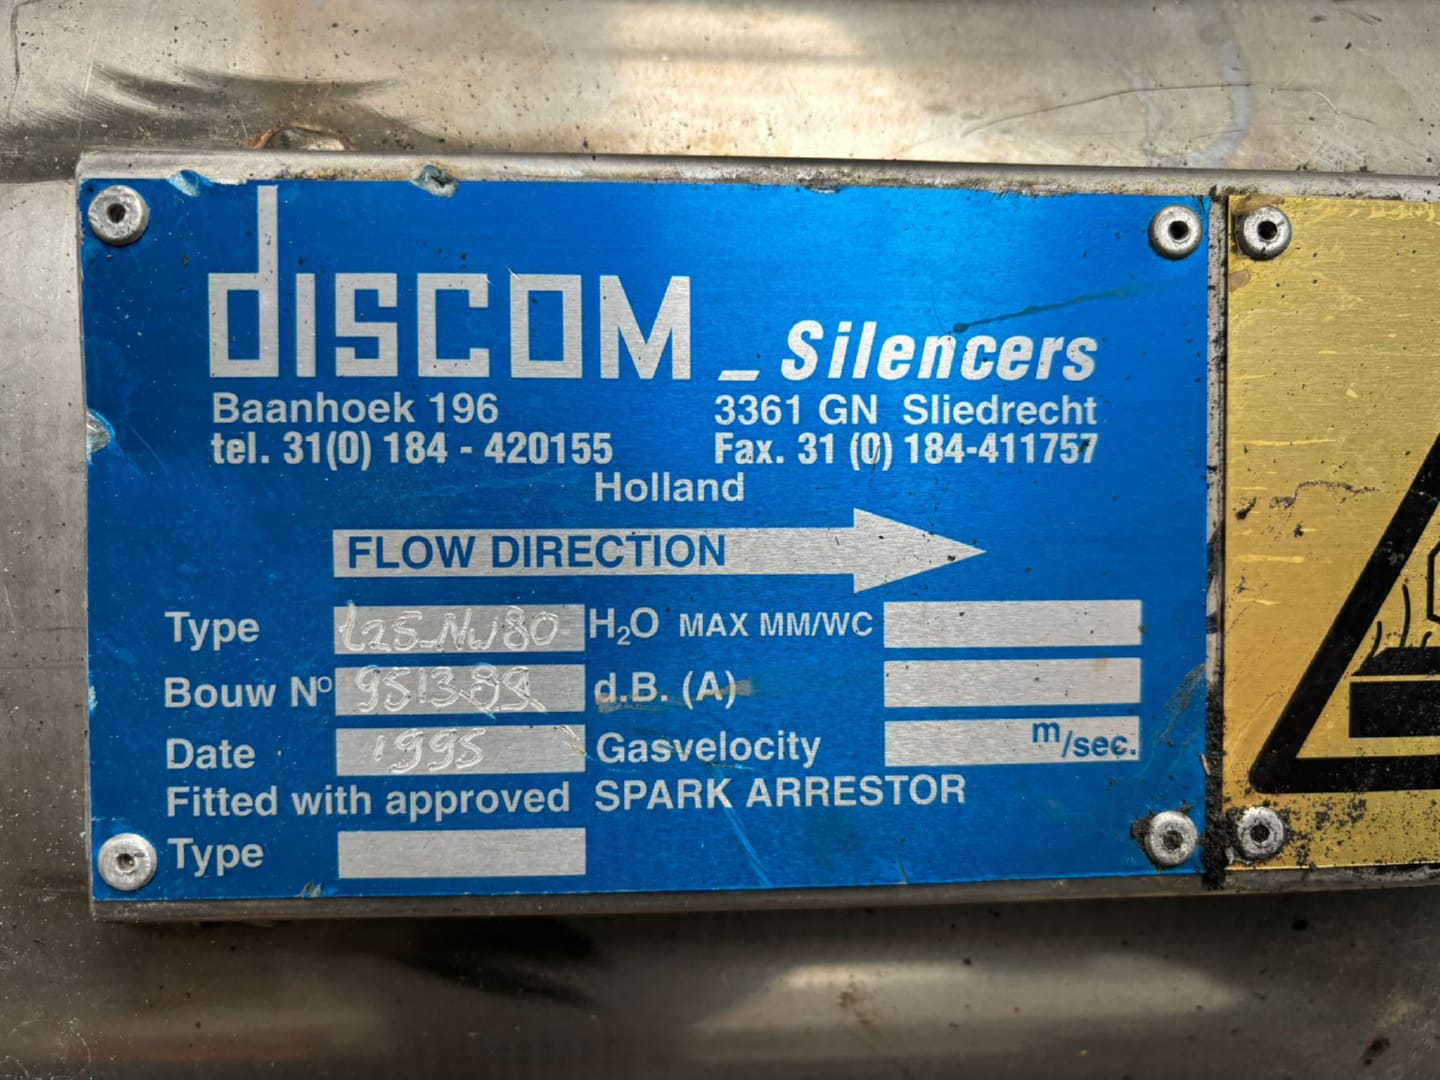 discom _ Silencers
Baanhoek 196 3361 GN Sliedrecht
tel. 31(0) 184 - 420155 Fax. 31 (0) 184-411757
Holland
FLOW DIRECTION
Type L25-NW80 H₂O MAX MM/WC
Bouw Nº 951389 d.B. (A)
Date 1995 Gasvelocity m/sec.
Fitted with approved SPARK ARRESTOR
Type